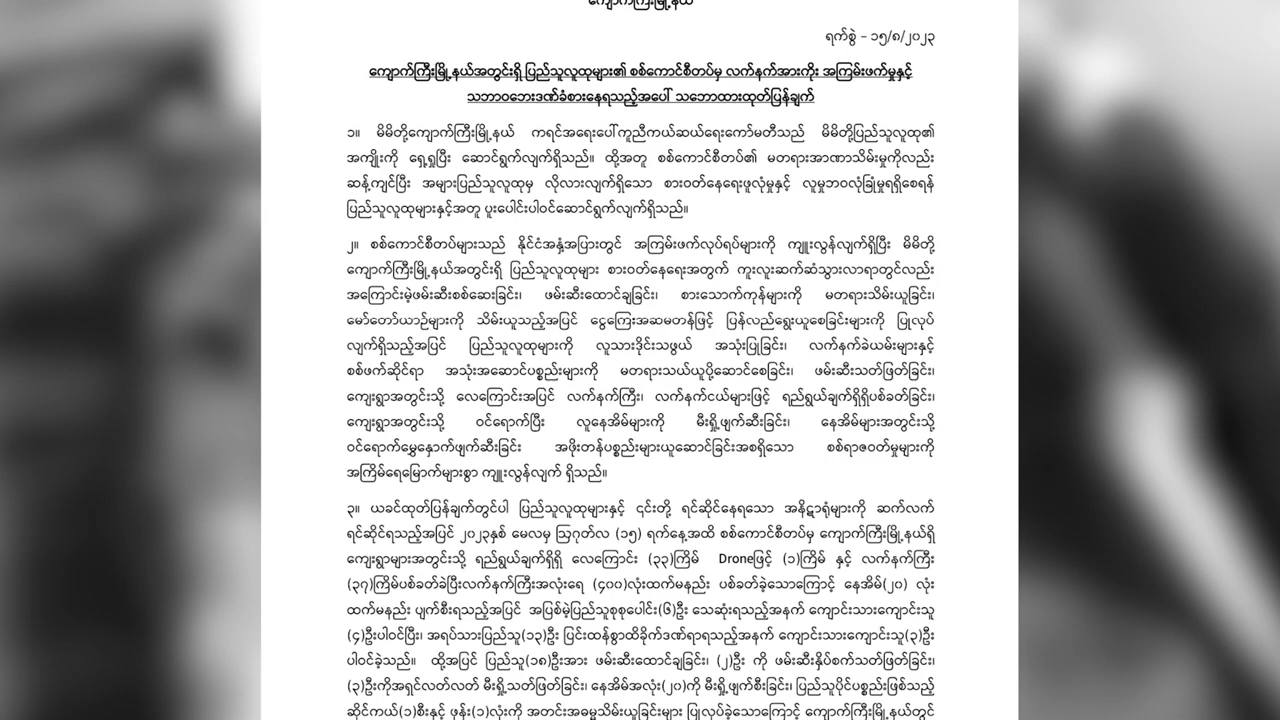 ကျောက်ကြီးမြို့နယ်
ရက်စွဲ – ၁၅/၈/၂၀၂၃
ကျောက်ကြီးမြို့နယ်အတွင်းရှိ ပြည်သူလူထုများ၏ စစ်ကောင်စီတပ်မှ လက်နက်အားကိုး အကြမ်းဖက်မှုနှင့်
သဘာဝဘေးဒဏ်ခံစားနေရသည့်အပေါ် သဘောထားထုတ်ပြန်ချက်
၁။ မိမိတို့ကျောက်ကြီးမြို့နယ် ကရင်အရေးပေါ်ကူညီကယ်ဆယ်ရေးကော်မတီသည် မိမိတို့ပြည်သူလူထု၏
အကျိုးကို ရှေ့ရှုပြီး ဆောင်ရွက်လျက်ရှိသည်။ ထို့အတူ စစ်ကောင်စီတပ်၏ မတရားအာဏာသိမ်းမှုကိုလည်း
ဆန့်ကျင်ပြီး အများပြည်သူလူထုမှ လိုလားလျက်ရှိသော စားဝတ်နေရေးဖူလုံမှုနှင့် လူမှုဘဝလုံခြုံမှုရရှိစေရန်
ပြည်သူလူထုများနှင့်အတူ ပူးပေါင်းပါဝင်ဆောင်ရွက်လျက်ရှိသည်။
၂။ စစ်ကောင်စီတပ်များသည် နိုင်ငံအနှံ့အပြားတွင် အကြမ်းဖက်လုပ်ရပ်များကို ကျူးလွန်လျက်ရှိပြီး မိမိတို့
ကျောက်ကြီးမြို့နယ်အတွင်းရှိ ပြည်သူလူထုများ စားဝတ်နေရေးအတွက် ကူးလူးဆက်ဆံသွားလာရာတွင်လည်း
အကြောင်းမဲ့ဖမ်းဆီးစစ်ဆေးခြင်း၊ ဖမ်းဆီးထောင်ချခြင်း၊ စားသောက်ကုန်များကို မတရားသိမ်းယူခြင်း၊
မော်တော်ယာဉ်များကို သိမ်းယူသည့်အပြင် ငွေကြေးအဆမတန်ဖြင့် ပြန်လည်ရွေးယူစေခြင်းများကို ပြုလုပ်
လျက်ရှိသည့်အပြင် ပြည်သူလူထုများကို လူသားဒိုင်းသဖွယ် အသုံးပြုခြင်း၊ လက်နက်ခဲယမ်းများနှင့်
စစ်ဖက်ဆိုင်ရာ အသုံးအဆောင်ပစ္စည်းများကို မတရားသယ်ယူပို့ဆောင်စေခြင်း၊ ဖမ်းဆီးသတ်ဖြတ်ခြင်း၊
ကျေးရွာအတွင်းသို့ လေကြောင်းအပြင် လက်နက်ကြီး၊ လက်နက်ငယ်များဖြင့် ရည်ရွယ်ချက်ရှိရှိပစ်ခတ်ခြင်း၊
ကျေးရွာအတွင်းသို့ ဝင်ရောက်ပြီး လူနေအိမ်များကို မီးရှို့ဖျက်ဆီးခြင်း၊ နေအိမ်များအတွင်းသို့
ဝင်ရောက်မွှေနှောက်ဖျက်ဆီးခြင်း အဖိုးတန်ပစ္စည်းများယူဆောင်ခြင်းအစရှိသော စစ်ရာဇဝတ်မှုများကို
အကြိမ်ရေမြောက်များစွာ ကျူးလွန်လျက် ရှိသည်။
၃။ ယခင်ထုတ်ပြန်ချက်တွင်ပါ ပြည်သူလူထုများနှင့် ၎င်းတို့ ရင်ဆိုင်နေရသော အနိဋ္ဌာရုံများကို ဆက်လက်
ရင်ဆိုင်ရသည့်အပြင် ၂၀၂၃နှစ် မေလမှ ဩဂုတ်လ (၁၅) ရက်နေ့အထိ စစ်ကောင်စီတပ်မှ ကျောက်ကြီးမြို့နယ်ရှိ
ကျေးရွာများအတွင်းသို့ ရည်ရွယ်ချက်ရှိရှိ လေကြောင်း (၃၃)ကြိမ် Droneဖြင့် (၁)ကြိမ် နှင့် လက်နက်ကြီး
(၃၇)ကြိမ်ပစ်ခတ်ခဲ့ပြီးလက်နက်ကြီးအလုံးရေ (၄၀၀)လုံးထက်မနည်း ပစ်ခတ်ခဲ့သောကြောင့် နေအိမ်(၂၀) လုံး
ထက်မနည်း ပျက်စီးရသည့်အပြင် အပြစ်မဲ့ပြည်သူစုစုပေါင်း(၆)ဦး သေဆုံးရသည့်အနက် ကျောင်းသားကျောင်းသူ
(၄)ဦးပါဝင်ပြီး၊ အရပ်သားပြည်သူ(၁၃)ဦး ပြင်းထန်စွာထိခိုက်ဒဏ်ရာရသည့်အနက် ကျောင်းသားကျောင်းသူ(၃)ဦး
ပါဝင်ခဲ့သည်။ ထို့အပြင် ပြည်သူ(၁၈)ဦးအား ဖမ်းဆီးထောင်ချခြင်း၊ (၂)ဦး ကို ဖမ်းဆီးနှိပ်စက်သတ်ဖြတ်ခြင်း၊
(၃)ဦးကိုအရှင်လတ်လတ် မီးရှို့သတ်ဖြတ်ခြင်း၊ နေအိမ်အလုံး(၂၀)ကို မီးရှို့ဖျက်စီးခြင်း၊ ပြည်သူပိုင်ပစ္စည်းဖြစ်သည့်
ဆိုင်ကယ်(၁)စီးနှင့် ဖုန်း(၁)လုံးကို အတင်းအဓမ္မသိမ်းယူခြင်းများ ပြုလုပ်ခဲ့သောကြောင့် ကျောက်ကြီးမြို့နယ်တွင်